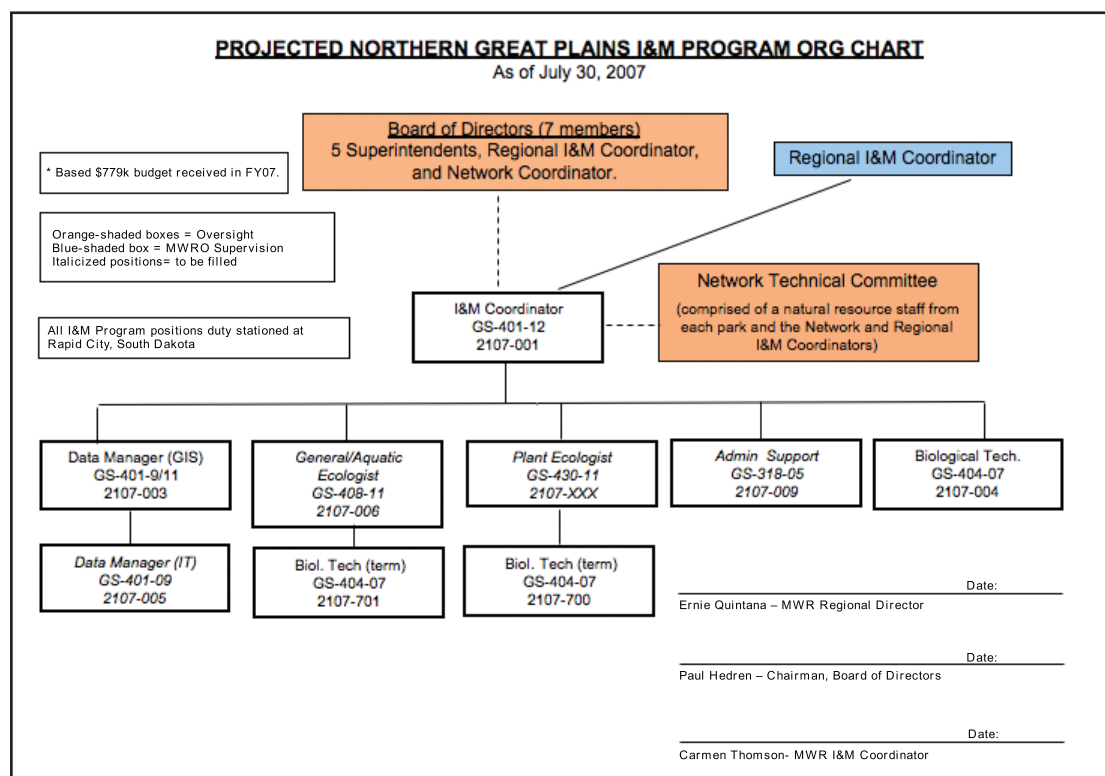 PROJECTED NORTHERN GREAT PLAINS I&M PROGRAM ORG CHART
As of July 30, 2007
Board of Directors (7 members)
5 Superintendents, Regional I&M Coordinator,
and Network Coordinator.
Regional I&M Coordinator
* Based $779k budget received in FY07.
Orange-shaded boxes = Oversight
Blue-shaded box = MWRO Supervision
Italicized positions= to be filled
All I&M Program positions duty stationed at
Rapid City, South Dakota
I&M Coordinator
GS-401-12
2107-001
Network Technical Committee
(comprised of a natural resource staff from
each park and the Network and Regional
I&M Coordinators)
Data Manager (GIS)
GS-401-9/11
2107-003
General/Aquatic
Ecologist
GS-408-11
2107-006
Plant Ecologist
GS-430-11
2107-XXX
Admin Support
GS-318-05
2107-009
Biological Tech.
GS-404-07
2107-004
Data Manager (IT)
GS-401-09
2107-005
Biol. Tech (term)
GS-404-07
2107-701
Biol. Tech (term)
GS-404-07
2107-700
Date:
Ernie Quintana – MWR Regional Director
Date:
Paul Hedren – Chairman, Board of Directors
Date:
Carmen Thomson- MWR I&M Coordinator